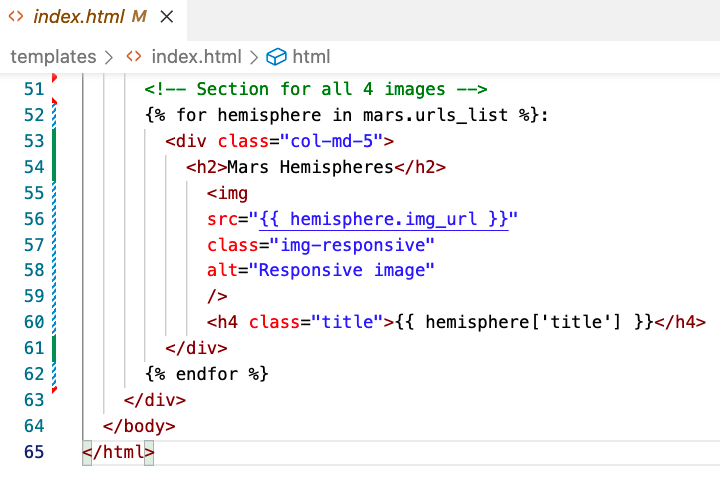 index.html M
templates > index.html > html
51 <!-- Section for all 4 images -->
52 {% for hemisphere in mars.urls_list %}:
53 <div class="col-md-5">
54 <h2>Mars Hemispheres</h2>
55 <img
56 src="{{ hemisphere.img_url }}"
57 class="img-responsive"
58 alt="Responsive image"
59 />
60 <h4 class="title">{{ hemisphere['title'] }}</h4>
61 </div>
62 {% endfor %}
63 </div>
64 </body>
65 </html>